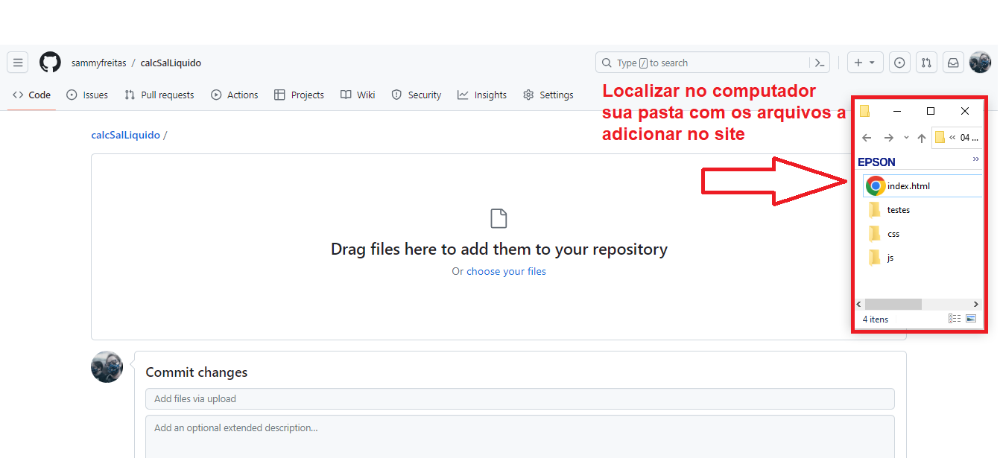 sammyfreitas / calcSalLiquido
Type / to search
Code Issues Pull requests Actions Projects Wiki Security Insights Settings
Localizar no computador
sua pasta com os arquivos a
adicionar no site
calcSalLiquido /
Drag files here to add them to your repository
Or choose your files
« 04 ...
EPSON »
index.html
testes
css
js
4 itens
Commit changes
Add files via upload
Add an optional extended description...